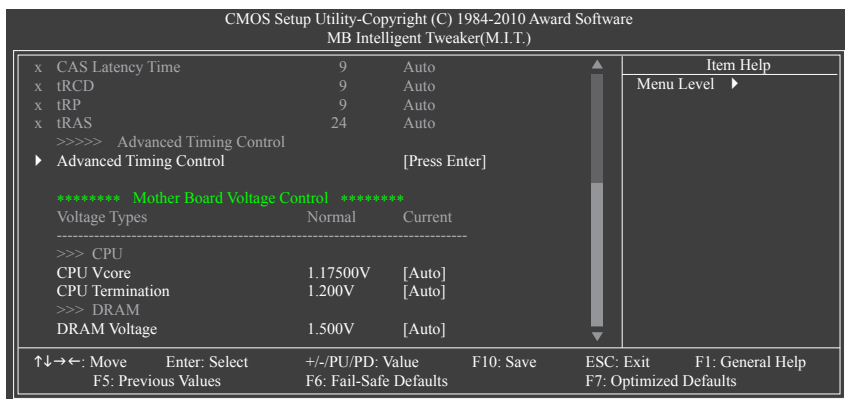 CMOS Setup Utility-Copyright (C) 1984-2010 Award Software
MB Intelligent Tweaker(M.I.T.)
x CAS Latency Time 9 Auto
x tRCD 9 Auto
x tRP 9 Auto
x tRAS 24 Auto
>>>>> Advanced Timing Control
Advanced Timing Control [Press Enter]
******** Mother Board Voltage Control ********
Voltage Types Normal Current
>>> CPU
CPU Vcore 1.17500V [Auto]
CPU Termination 1.200V [Auto]
>>> DRAM
DRAM Voltage 1.500V [Auto]
Item Help
Menu Level
↑↓→←: Move Enter: Select +/-/PU/PD: Value F10: Save ESC: Exit F1: General Help
F5: Previous Values F6: Fail-Safe Defaults F7: Optimized Defaults